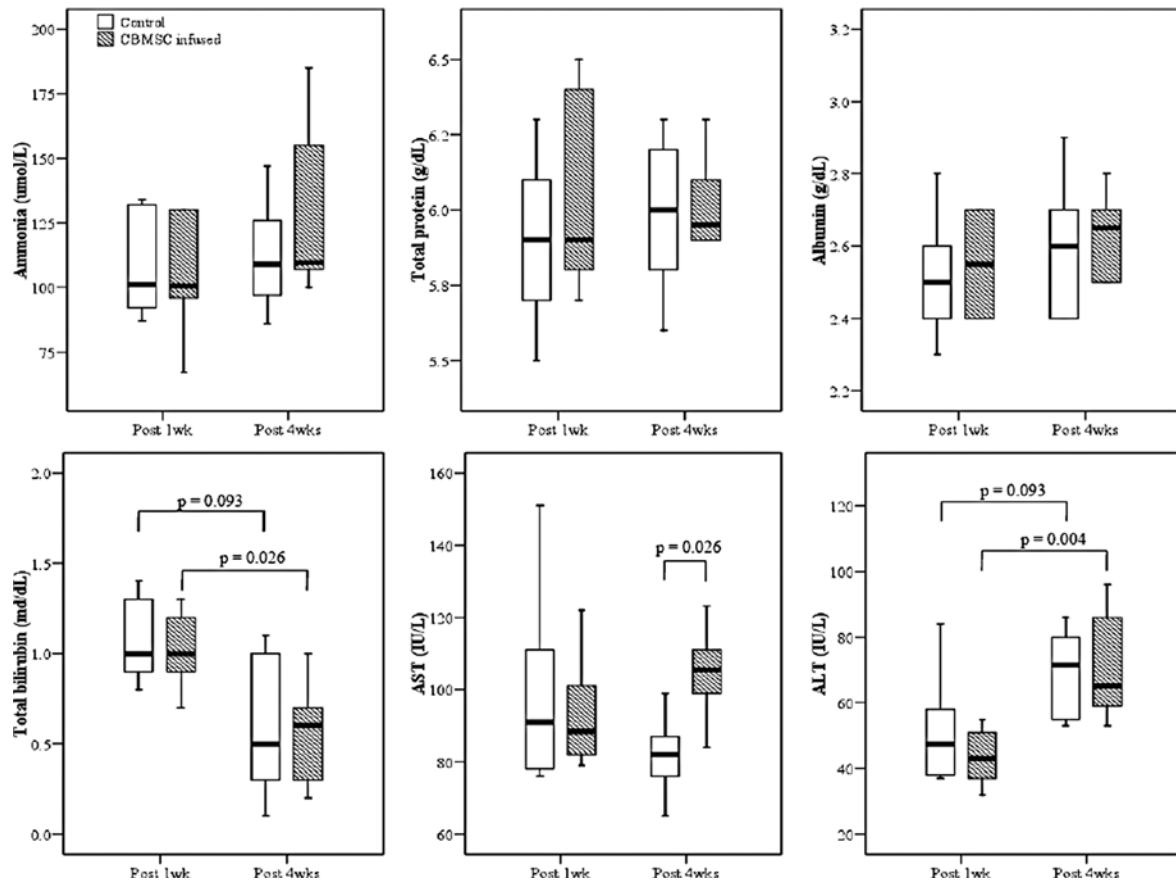 Control
CBMSC infused
Ammonia (umol/L)
200
175
150
125
100
75
Post 1wk
Post 4wks
Total protein (g/dL)
6.5
6.2
6.0
5.8
5.5
Post 1wk
Post 4wks
Albumin (g/dL)
3.2
3.0
2.8
2.6
2.4
2.2
Post 1wk
Post 4wks
Total bilirubin (md/dL)
2.0
1.5
1.0
0.5
0.0
p = 0.093
p = 0.026
Post 1wk
Post 4wks
AST (IU/L)
160
140
120
100
80
60
p = 0.026
Post 1wk
Post 4wks
ALT (IU/L)
120
100
80
60
40
20
p = 0.093
p = 0.004
Post 1wk
Post 4wks